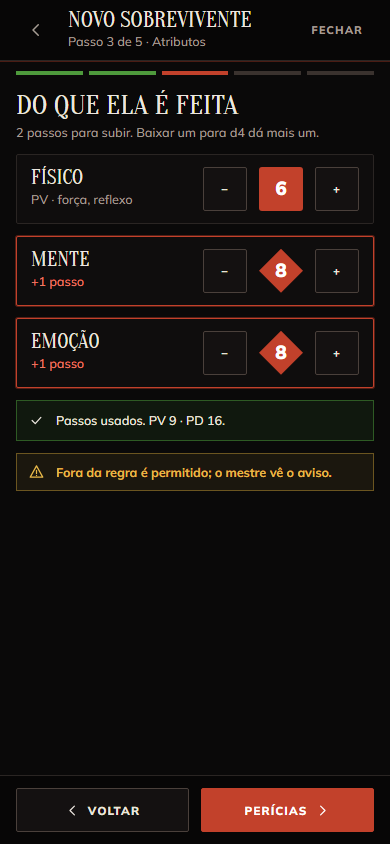 NOVO SOBREVIVENTE
Passo 3 de 5 · Atributos
FECHAR
DO QUE ELA É FEITA
2 passos para subir. Baixar um para d4 dá mais um.
FÍSICO
PV · força, reflexo
– 6 +
MENTE
+1 passo
– 8 +
EMOÇÃO
+1 passo
– 8 +
Passos usados. PV 9 · PD 16.
Fora da regra é permitido; o mestre vê o aviso.
VOLTAR
PERÍCIAS